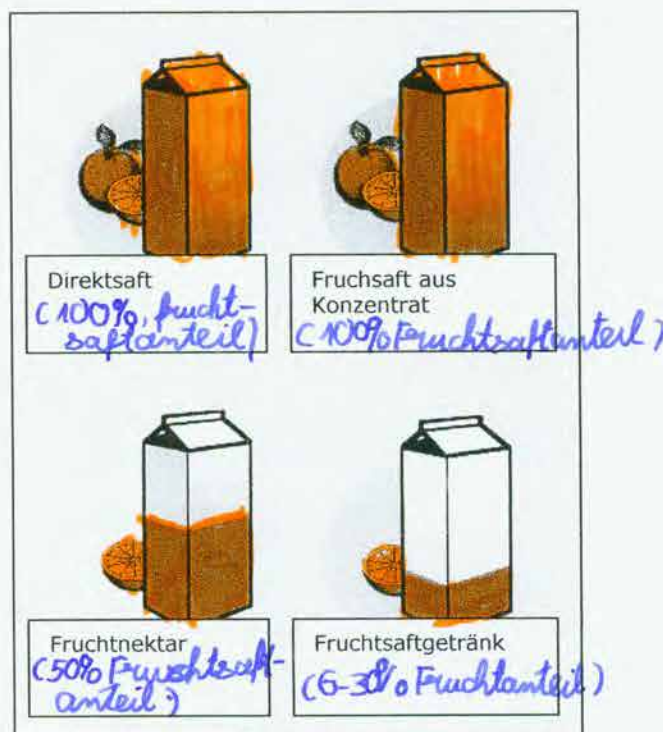 Direktsaft
(100%, frucht-
saftanteil)
Fruchsaft aus
Konzentrat
(100% Fruchtsaftanteil)
Fruchtnektar
(50% Fruchtsaft-
anteil)
Fruchtsaftgetränk
(6-30% Fruchtanteil)